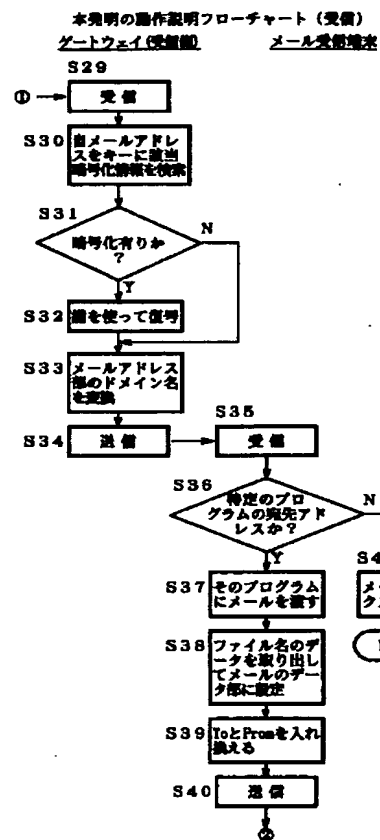 本発明の動作説明フローチャート（受信）
ゲートウェイ(受信側) メール受信端末
S29
① 受信
S30
自メールアドレ
スをキーに該当
暗号化情報を検索
S31
暗号化有りか
？
N
Y
S32 鍵を使って復号
S33 メールアドレス
部のドメイン名
を変換
S35
S34 送信 受信
S36
特定のプロ
グラムの宛先アド
レスか？
N
Y
S37 そのプログラム
にメールを渡す
S4
メー
クス
S38 ファイル名のデ
ータを取り出し
てメールのデー
タ部に設定
S39 ToとFromを入れ
換える
S40 送信
②